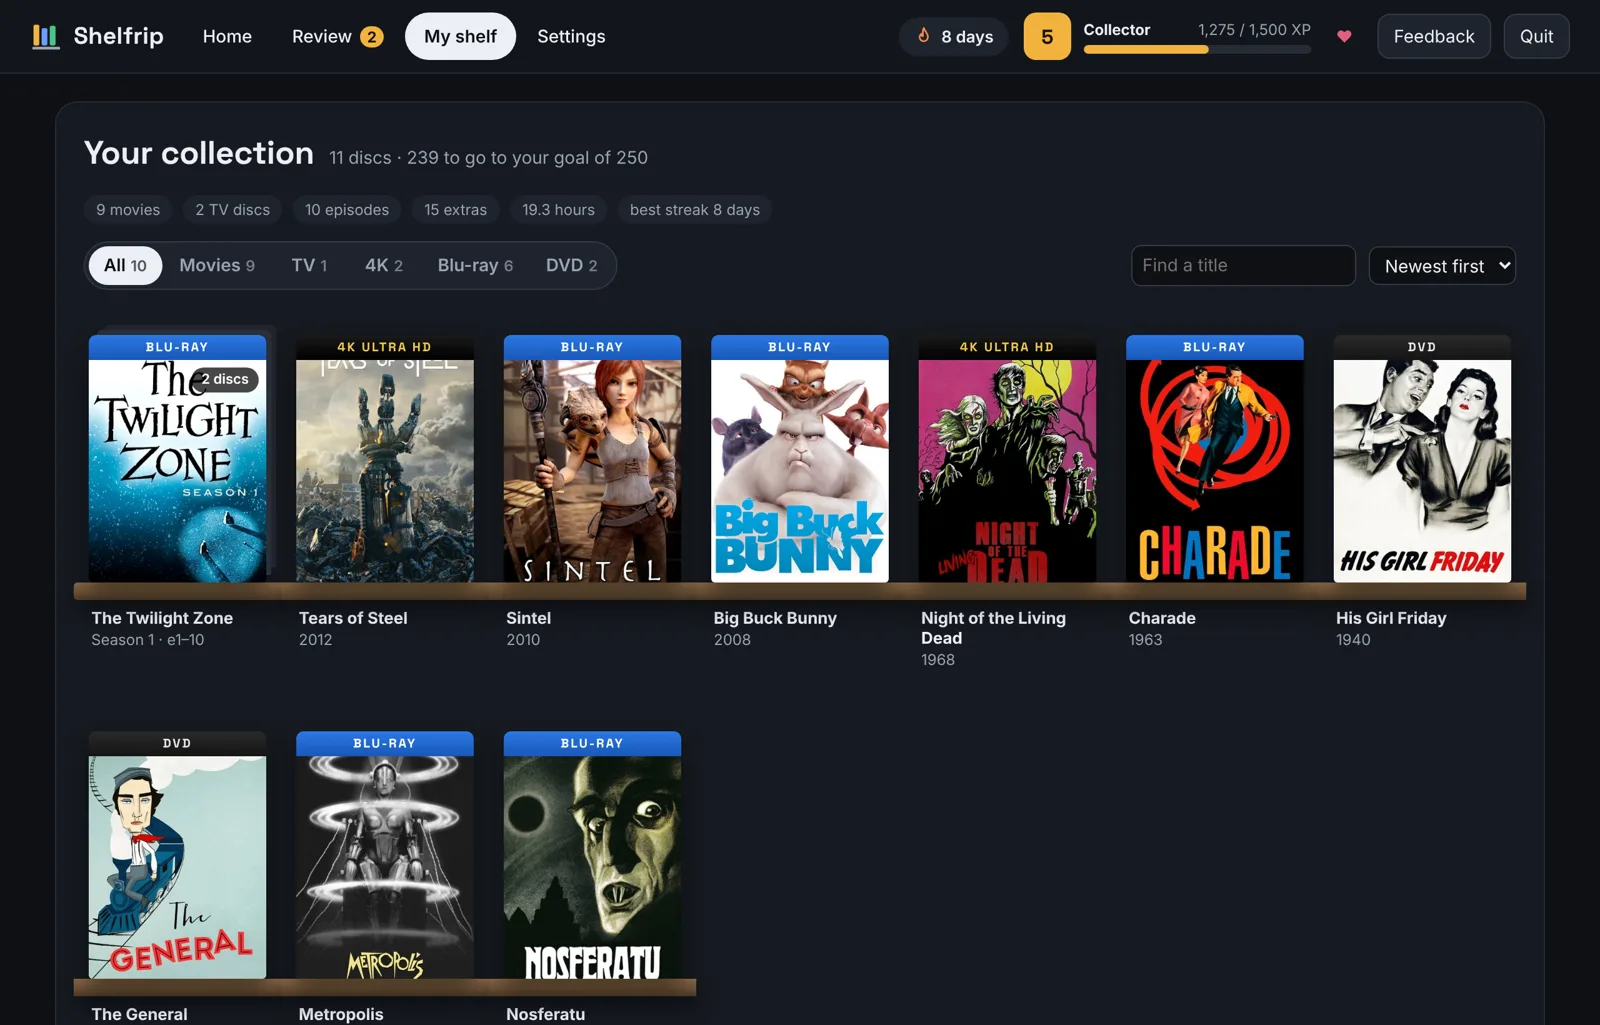 Shelfrip
Home
Review 2
My shelf
Settings
8 days
5
Collector
1,275 / 1,500 XP
Feedback
Quit
Your collection
11 discs · 239 to go to your goal of 250
9 movies
2 TV discs
10 episodes
15 extras
19.3 hours
best streak 8 days
All 10
Movies 9
TV 1
4K 2
Blu-ray 6
DVD 2
Find a title
Newest first
BLU-RAY
2 discs
The
TWILIGHT
ZONE
SEASON 1
4K ULTRA HD
TEARS OF STEEL
BLU-RAY
SINTEL
BLU-RAY
Big Buck
BUNNY
4K ULTRA HD
NIGHT
OF THE
LIVING DEAD
BLU-RAY
CHARADE
DVD
HIS GIRL FRIDAY
The Twilight Zone
Season 1 · e1–10
Tears of Steel
2012
Sintel
2010
Big Buck Bunny
2008
Night of the Living
Dead
1968
Charade
1963
His Girl Friday
1940
DVD
The
GENERAL
BLU-RAY
METROPOLIS
BLU-RAY
NOSFERATU
The General
Metropolis
Nosferatu